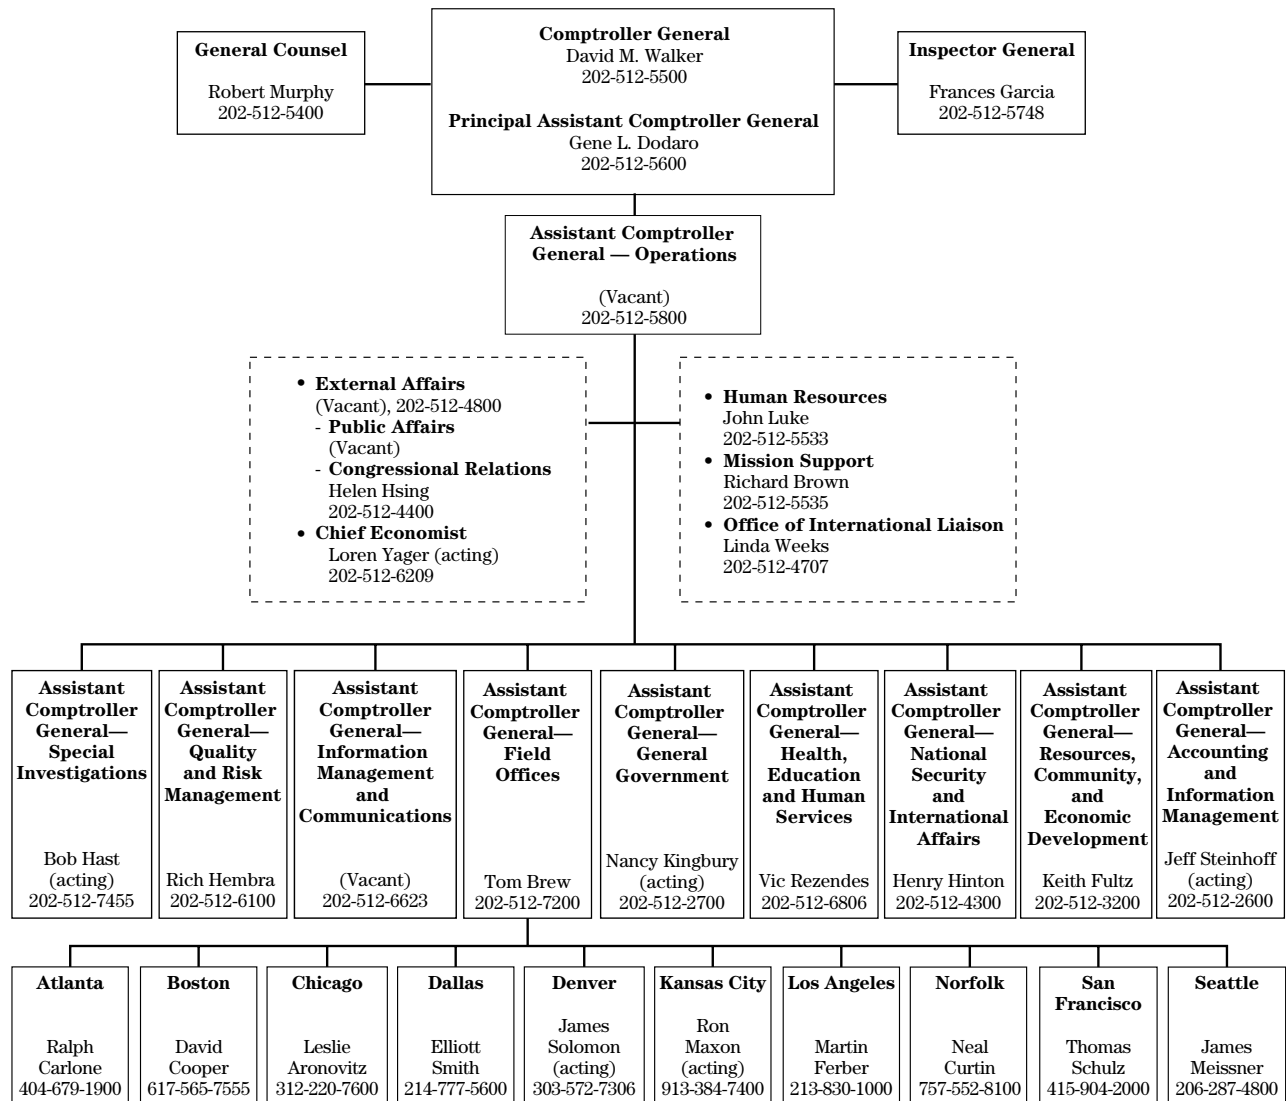 General Counsel
Robert Murphy
202-512-5400
Comptroller General
David M. Walker
202-512-5500
Principal Assistant Comptroller General
Gene L. Dodaro
202-512-5600
Inspector General
Frances Garcia
202-512-5748
Assistant Comptroller
General — Operations
(Vacant)
202-512-5800
• External Affairs
(Vacant), 202-512-4800
- Public Affairs
(Vacant)
- Congressional Relations
Helen Hsing
202-512-4400
• Chief Economist
Loren Yager (acting)
202-512-6209
• Human Resources
John Luke
202-512-5533
• Mission Support
Richard Brown
202-512-5535
• Office of International Liaison
Linda Weeks
202-512-4707
Assistant
Comptroller
General—
Special
Investigations
Bob Hast
(acting)
202-512-7455
Assistant
Comptroller
General—
Quality
and Risk
Management
Rich Hembra
202-512-6100
Assistant
Comptroller
General—
Information
Management
and
Communications
(Vacant)
202-512-6623
Assistant
Comptroller
General—
Field
Offices
Tom Brew
202-512-7200
Assistant
Comptroller
General—
General
Government
Nancy Kingbury
(acting)
202-512-2700
Assistant
Comptroller
General—
Health,
Education
and Human
Services
Vic Rezendes
202-512-6806
Assistant
Comptroller
General—
National
Security
and
International
Affairs
Henry Hinton
202-512-4300
Assistant
Comptroller
General—
Resources,
Community,
and
Economic
Development
Keith Fultz
202-512-3200
Assistant
Comptroller
General—
Accounting
and
Information
Management
Jeff Steinhoff
(acting)
202-512-2600
Atlanta
Ralph
Carlone
404-679-1900
Boston
David
Cooper
617-565-7555
Chicago
Leslie
Aronovitz
312-220-7600
Dallas
Elliott
Smith
214-777-5600
Denver
James
Solomon
(acting)
303-572-7306
Kansas City
Ron
Maxon
(acting)
913-384-7400
Los Angeles
Martin
Ferber
213-830-1000
Norfolk
Neal
Curtin
757-552-8100
San
Francisco
Thomas
Schulz
415-904-2000
Seattle
James
Meissner
206-287-4800